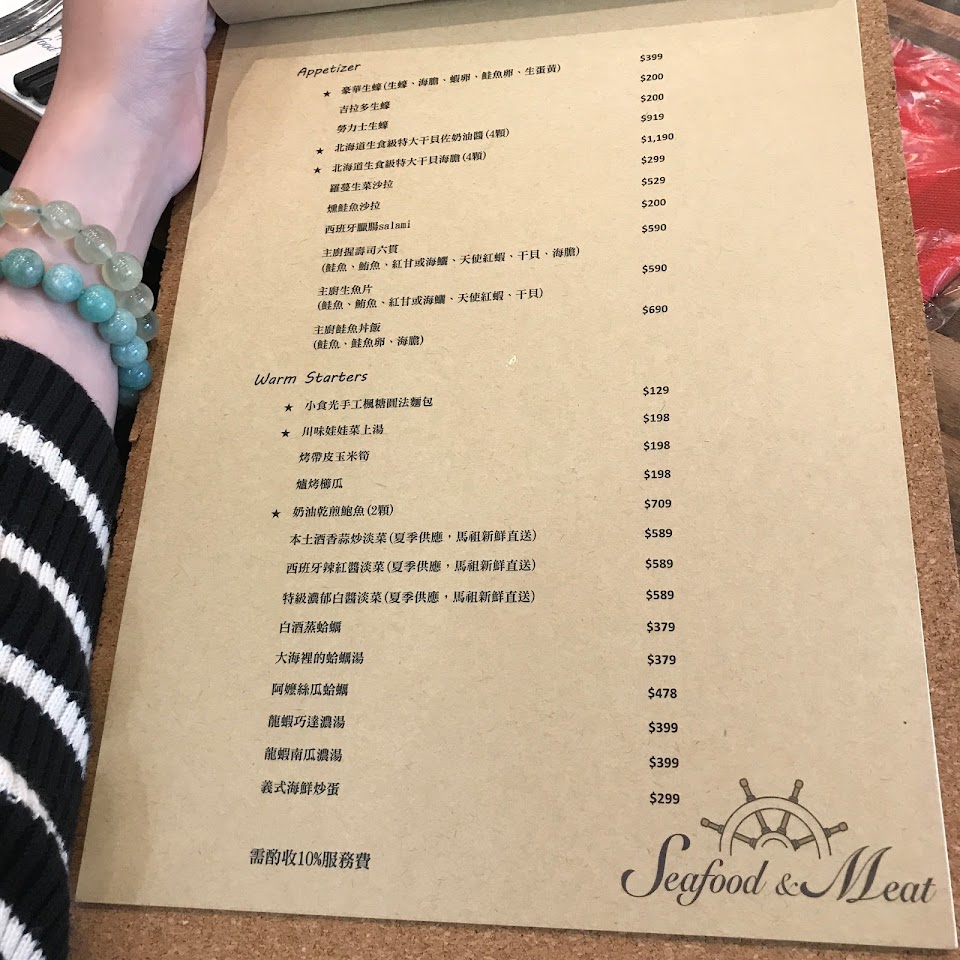 Appetizer
★ 豪華生蠔(生蠔、海膽、蝦卵、鮭魚卵、生蛋黃) $399
吉拉多生蠔 $200
勞力士生蠔 $200
★ 北海道生食級特大干貝佐奶油醬(4顆) $919
★ 北海道生食級特大干貝海膽(4顆) $1,190
羅蔓生菜沙拉 $299
燻鮭魚沙拉 $529
西班牙臘腸salami $200
主廚握壽司六貫 $590
(鮭魚、鮪魚、紅甘或海鱺、天使紅蝦、干貝、海膽)
主廚生魚片 $590
(鮭魚、鮪魚、紅甘或海鱺、天使紅蝦、干貝)
主廚鮭魚丼飯 $690
(鮭魚、鮭魚卵、海膽)
Warm Starters
★ 小食光手工楓糖圓法麵包 $129
★ 川味娃娃菜上湯 $198
烤帶皮玉米筍 $198
爐烤櫛瓜 $198
★ 奶油乾煎鮑魚(2顆) $709
本土酒香蒜炒淡菜(夏季供應，馬祖新鮮直送) $589
西班牙辣紅醬淡菜(夏季供應，馬祖新鮮直送) $589
特級濃郁白醬淡菜(夏季供應，馬祖新鮮直送) $589
白酒蒸蛤蠣 $379
大海裡的蛤蠣湯 $379
阿嬤絲瓜蛤蠣 $478
龍蝦巧達濃湯 $399
龍蝦南瓜濃湯 $399
義式海鮮炒蛋 $299
需酌收10%服務費
Seafood & Meat